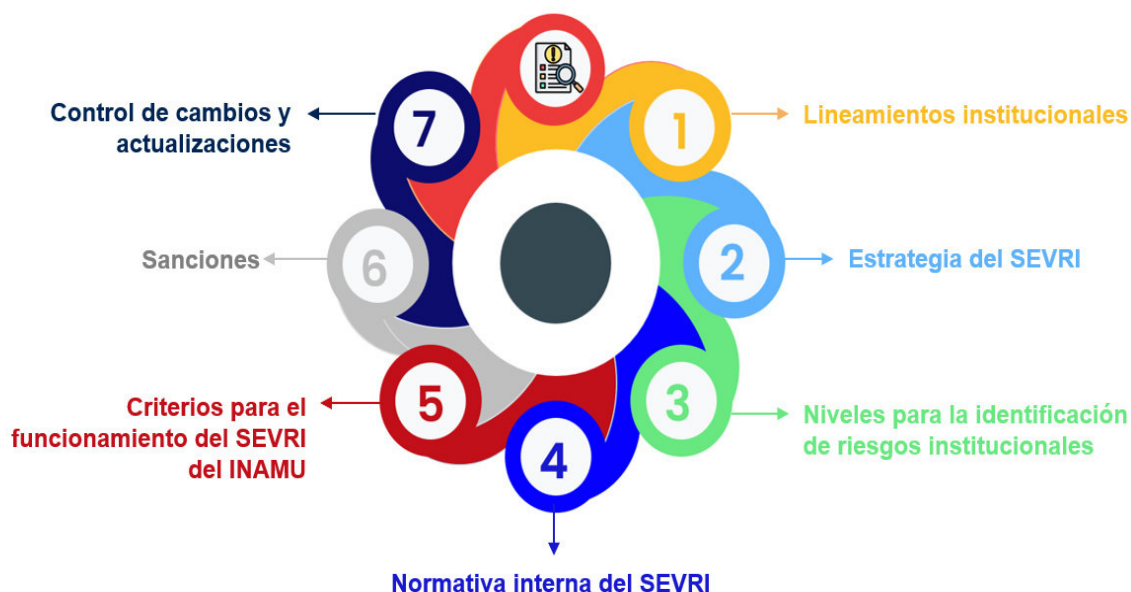 1
Lineamientos institucionales
2
Estrategia del SEVRI
3
Niveles para la identificación
de riesgos institucionales
4
Normativa interna del SEVRI
5
Criterios para el
funcionamiento del SEVRI
del INAMU
6
Sanciones
7
Control de cambios y
actualizaciones